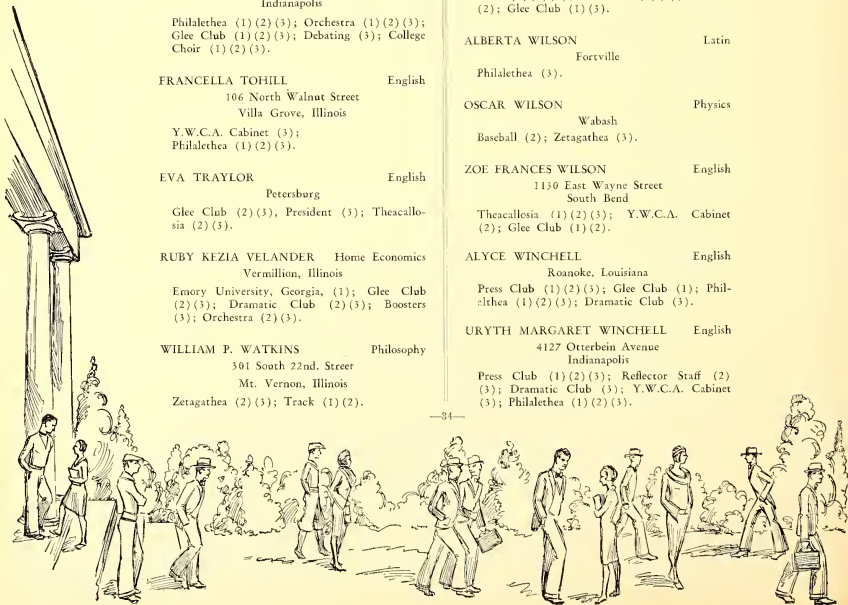 Indianapolis
Philalethea (1)(2)(3); Orchestra (1)(2)(3);
Glee Club (1)(2)(3); Debating (3); College
Choir (1)(2)(3).
FRANCELLA TOHILL English
106 North Walnut Street
Villa Grove, Illinois
Y.W.C.A. Cabinet (3);
Philalethea (1)(2)(3).
EVA TRAYLOR English
Petersburg
Glee Club (2)(3), President (3); Theacallo-
sia (2)(3).
RUBY KEZIA VELANDER Home Economics
Vermillion, Illinois
Emory University, Georgia, (1); Glee Club
(2)(3); Dramatic Club (2)(3); Boosters
(3); Orchestra (2)(3).
WILLIAM P. WATKINS Philosophy
301 South 22nd. Street
Mt. Vernon, Illinois
Zetagathea (2)(3); Track (1)(2).
(2); Glee Club (1)(3).
ALBERTA WILSON Latin
Fortville
Philalethea (3).
OSCAR WILSON Physics
Wabash
Baseball (2); Zetagathea (3).
ZOE FRANCES WILSON English
1130 East Wayne Street
South Bend
Theacallosia (1)(2)(3); Y.W.C.A. Cabinet
(2); Glee Club (1)(2).
ALYCE WINCHELL English
Roanoke, Louisiana
Press Club (1)(2)(3); Glee Club (1); Phil-
alethea (1)(2)(3); Dramatic Club (3).
URYTH MARGARET WINCHELL English
4127 Otterbein Avenue
Indianapolis
Press Club (1)(2)(3); Reflector Staff (2)
(3); Dramatic Club (3); Y.W.C.A. Cabinet
(3); Philalethea (1)(2)(3).
—34—